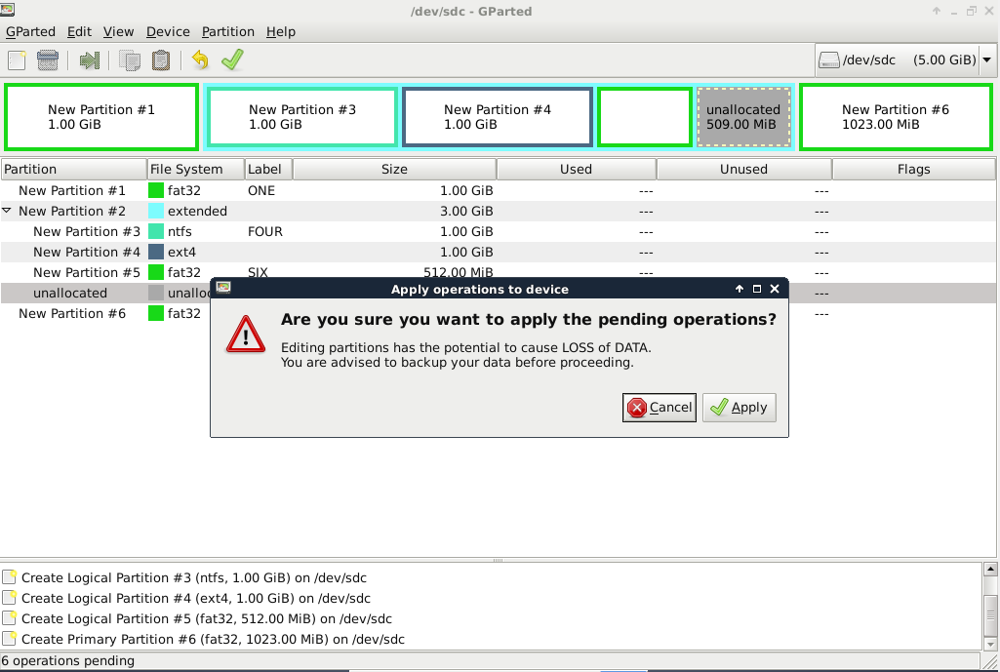 /dev/sdc - GParted
GParted Edit View Device Partition Help
/dev/sdc (5.00 GiB)
New Partition #1
1.00 GiB
New Partition #3
1.00 GiB
New Partition #4
1.00 GiB
unallocated
509.00 MiB
New Partition #6
1023.00 MiB
Partition File System Label Size Used Unused Flags
New Partition #1 fat32 ONE 1.00 GiB --- ---
New Partition #2 extended 3.00 GiB --- ---
New Partition #3 ntfs FOUR 1.00 GiB --- ---
New Partition #4 ext4 1.00 GiB --- ---
New Partition #5 fat32 SIX 512.00 MiB --- ---
unallocated unalloc ---
New Partition #6 fat32 ---
Apply operations to device
Are you sure you want to apply the pending operations?
Editing partitions has the potential to cause LOSS of DATA.
You are advised to backup your data before proceeding.
Cancel Apply
Create Logical Partition #3 (ntfs, 1.00 GiB) on /dev/sdc
Create Logical Partition #4 (ext4, 1.00 GiB) on /dev/sdc
Create Logical Partition #5 (fat32, 512.00 MiB) on /dev/sdc
Create Primary Partition #6 (fat32, 1023.00 MiB) on /dev/sdc
6 operations pending